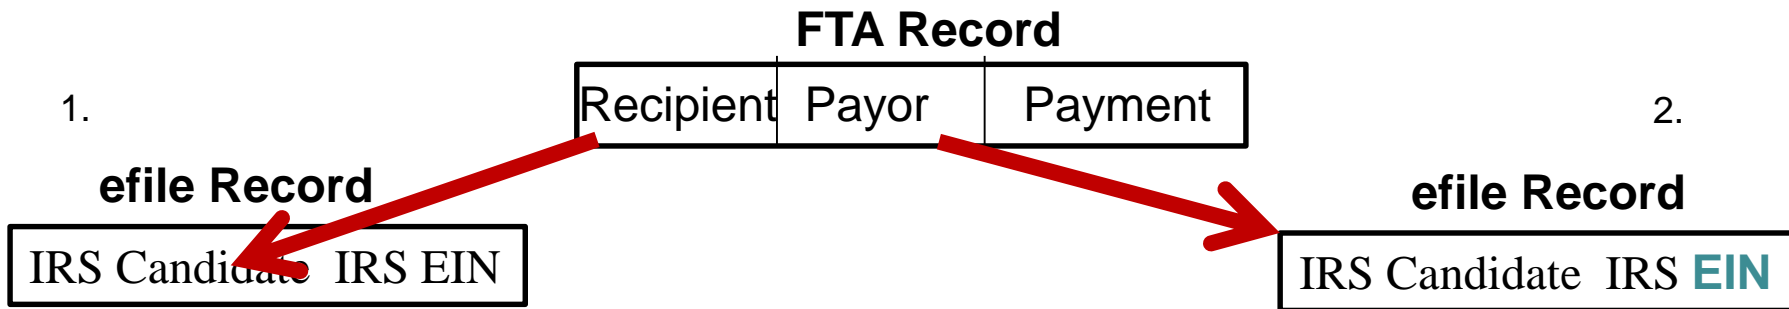 FTA Record
1.
Recipient Payor Payment
2.
efile Record
efile Record
IRS Candidate IRS EIN
IRS Candidate IRS EIN